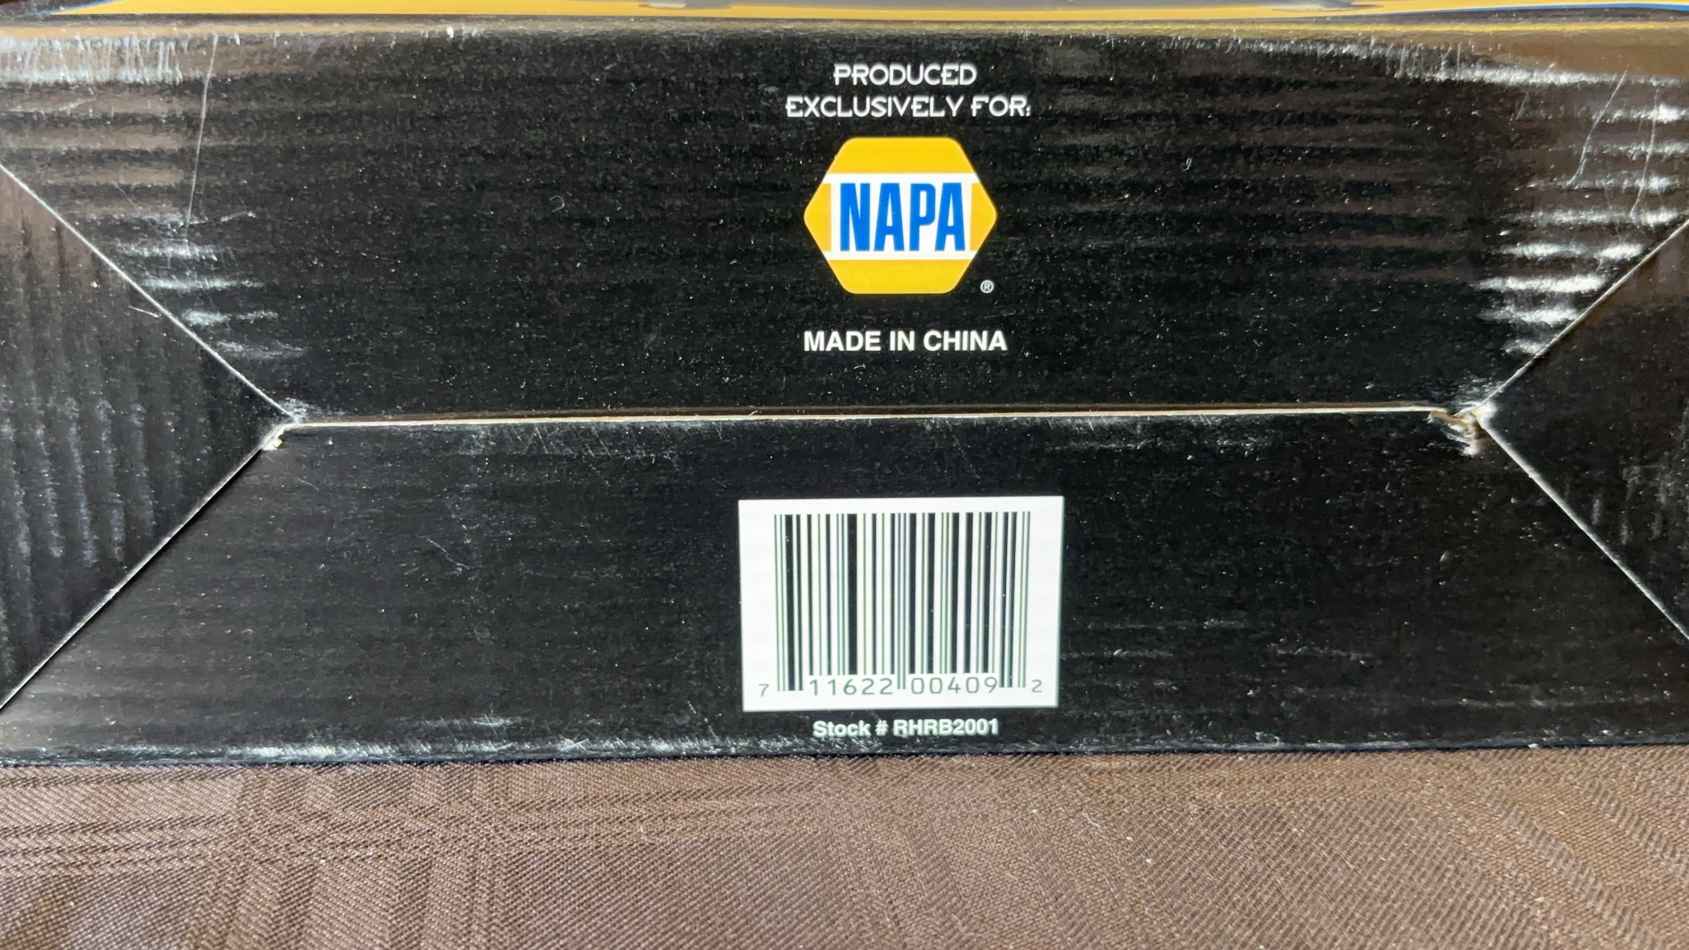 PRODUCED
EXCLUSIVELY FOR:
NAPA
®
MADE IN CHINA
7 11622 00409 2
Stock # RHRB2001